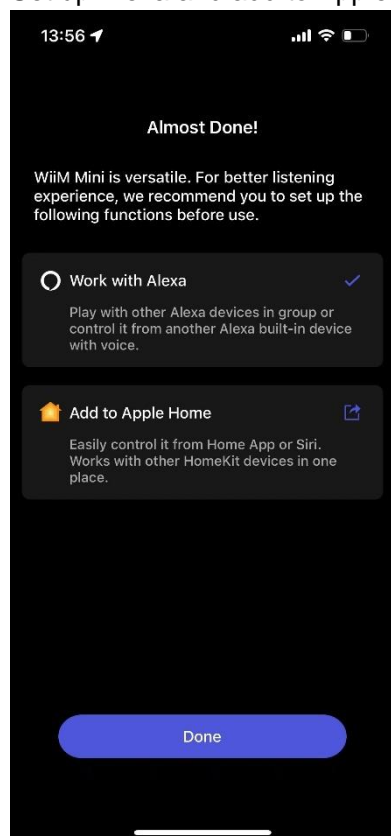 13:56
Almost Done!
WiiM Mini is versatile. For better listening
experience, we recommend you to set up the
following functions before use.
Work with Alexa
Play with other Alexa devices in group or
control it from another Alexa built-in device
with voice.
Add to Apple Home
Easily control it from Home App or Siri.
Works with other HomeKit devices in one
place.
Done